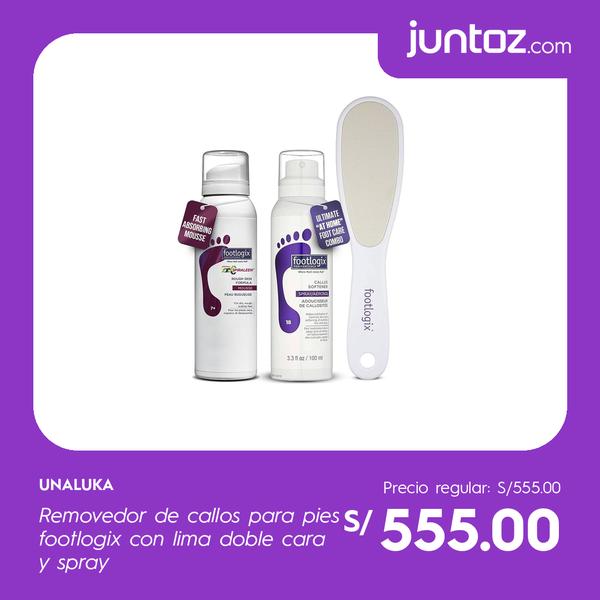 juntoz.com
FAST
ABSORBING
MOUSSE
footlogix
ROUGH SKIN
FORMULA
MOUSSE
PEAU RUGUEUSE
7+
ULTIMATE
"AT HOME"
FOOT CARE
COMBO
footlogix
CALLUS
SOFTENER
ADOUCISSEUR
DE CALLOSITÉS
18
3.3 fl oz / 100 ml
footlogix
UNALUKA
Removedor de callos para pies
footlogix con lima doble cara
y spray
Precio regular: S/555.00
S/ 555.00